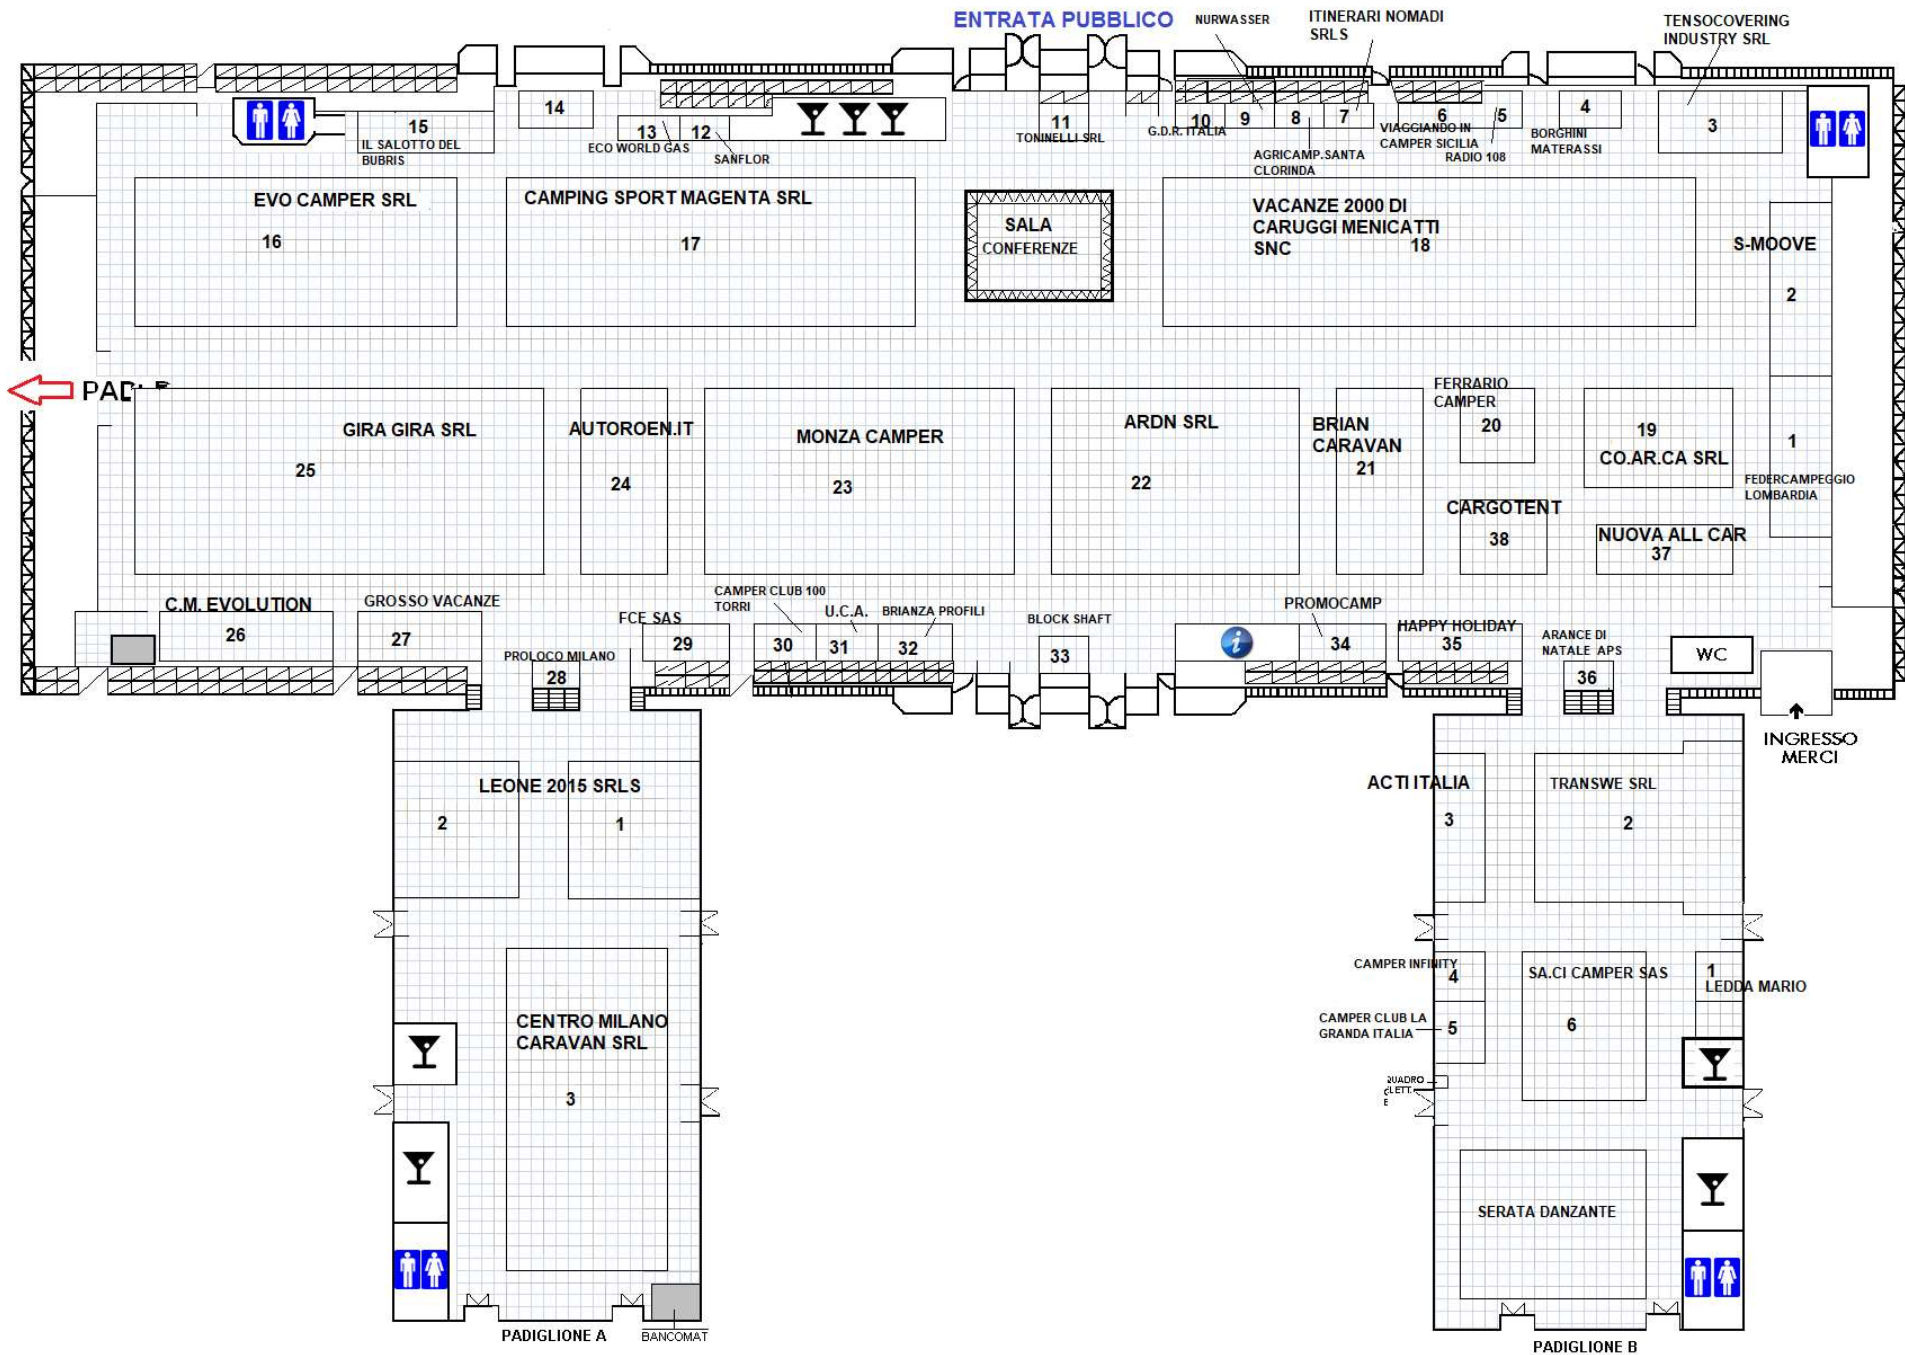 ENTRATA PUBBLICO
NURWASSER
ITINERARI NOMADI
SRLS
TENSOCOVERING
INDUSTRY SRL
14
15
IL SALOTTO DEL
BUBRIS
13
ECO WORLD GAS
12
SANFLOR
11
TONINELLI SRL
10
G.D.R. ITALIA
9
8
AGRICAMP.SANTA
CLORINDA
7
6
VIAGGIANDO IN
CAMPER SICILIA
5
RADIO 108
4
BORGHINI
MATERASSI
3
EVO CAMPER SRL
16
CAMPING SPORT MAGENTA SRL
17
SALA
CONFERENZE
VACANZE 2000 DI
CARUGGI MENICATTI
SNC
18
S-MOOVE
2
GIRA GIRA SRL
25
AUTOROEN.IT
24
MONZA CAMPER
23
ARDN SRL
22
BRIAN
CARAVAN
21
FERRARIO
CAMPER
20
19
CO.AR.CA SRL
1
FEDERCAMPEGGIO
LOMBARDIA
CARGOTENT
38
NUOVA ALL CAR
37
C.M. EVOLUTION
26
GROSSO VACANZE
27
PROLOCO MILANO
28
FCE SAS
29
CAMPER CLUB 100
TORRI
30
U.C.A.
31
BRIANZA PROFILI
32
BLOCK SHAFT
33
i
PROMOCAMP
34
HAPPY HOLIDAY
35
ARANCE DI
NATALE APS
36
WC
INGRESSO
MERCI
LEONE 2015 SRLS
2
1
CENTRO MILANO
CARAVAN SRL
3
PADIGLIONE A
BANCOMAT
ACTI ITALIA
3
TRANSWE SRL
2
CAMPER INFINITY
4
SA.CI CAMPER SAS
6
1
LEDDA MARIO
CAMPER CLUB LA
GRANDA ITALIA
5
SERATA DANZANTE
PADIGLIONE B